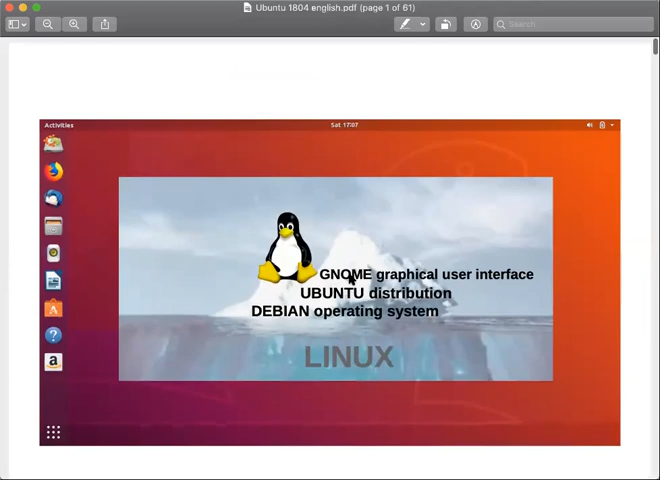 Ubuntu 1804 english.pdf (page 1 of 61)
Search
Activities
Sat 17:07
GNOME graphical user interface
UBUNTU distribution
DEBIAN operating system
LINUX